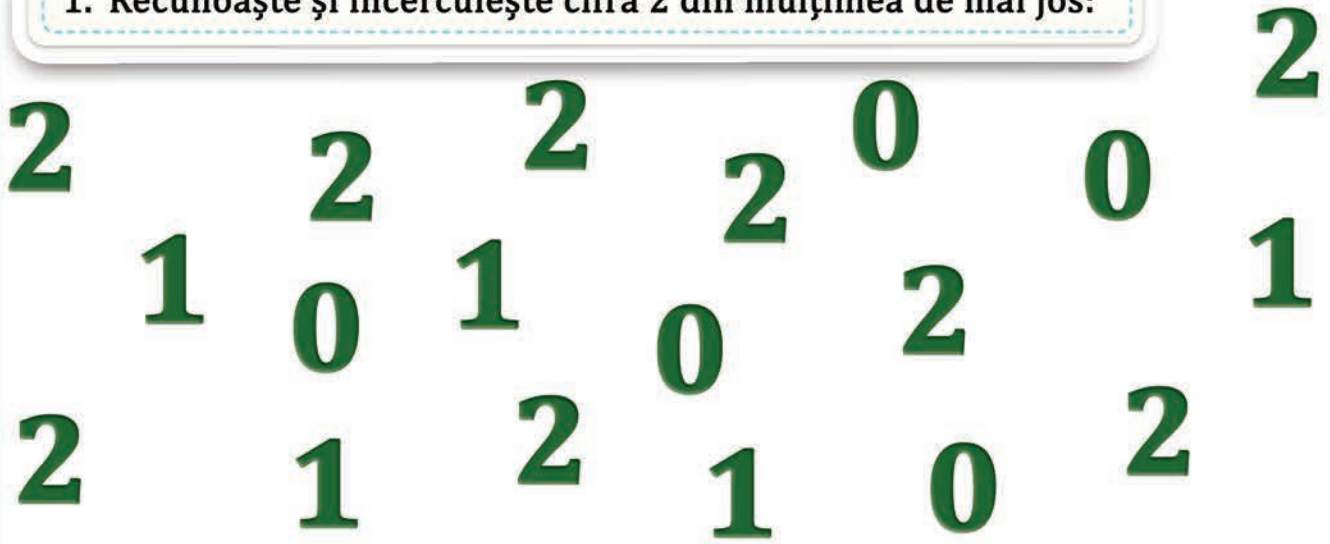 1. Recunoaște și încercuiește cifra 2 din mulțimea de mai jos:
2
2 2 2 2 0 0
1 0 1 0 2 1
2 1 2 1 0 2